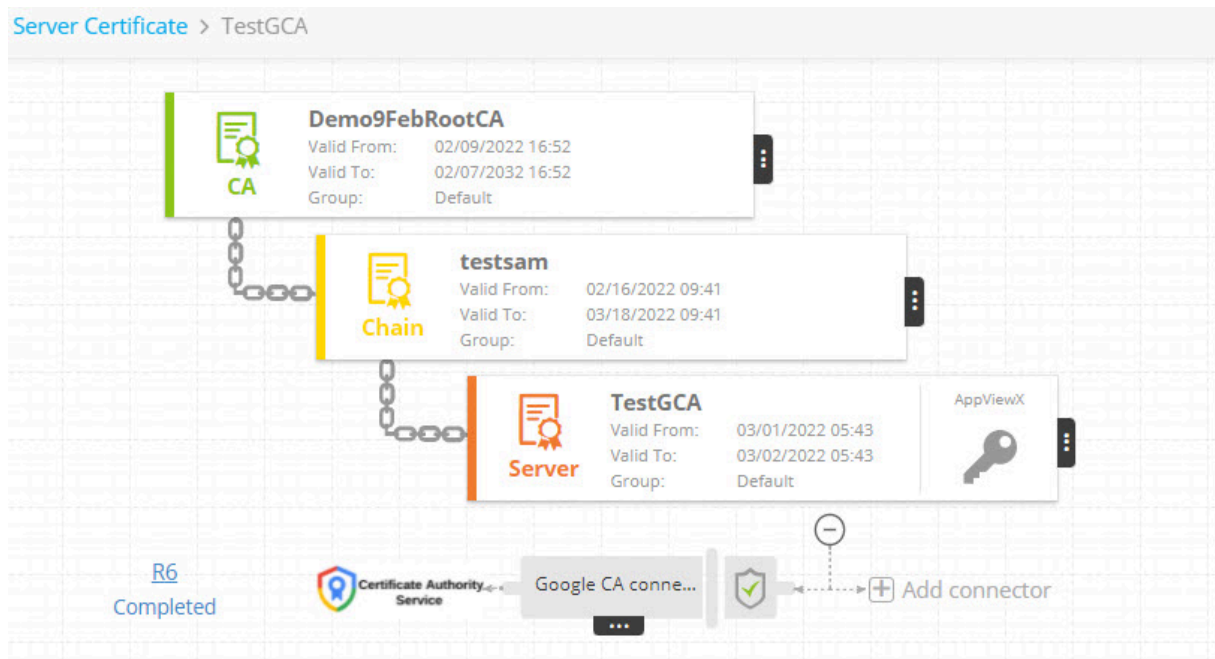 Server Certificate > TestGCA
Demo9FebRootCA
Valid From: 02/09/2022 16:52
Valid To: 02/07/2032 16:52
Group: Default
CA
testsam
Valid From: 02/16/2022 09:41
Valid To: 03/18/2022 09:41
Group: Default
Chain
TestGCA
Valid From: 03/01/2022 05:43
Valid To: 03/02/2022 05:43
Group: Default
Server
AppViewX
R6
Completed
Certificate Authority
Service
Google CA conne...
Add connector